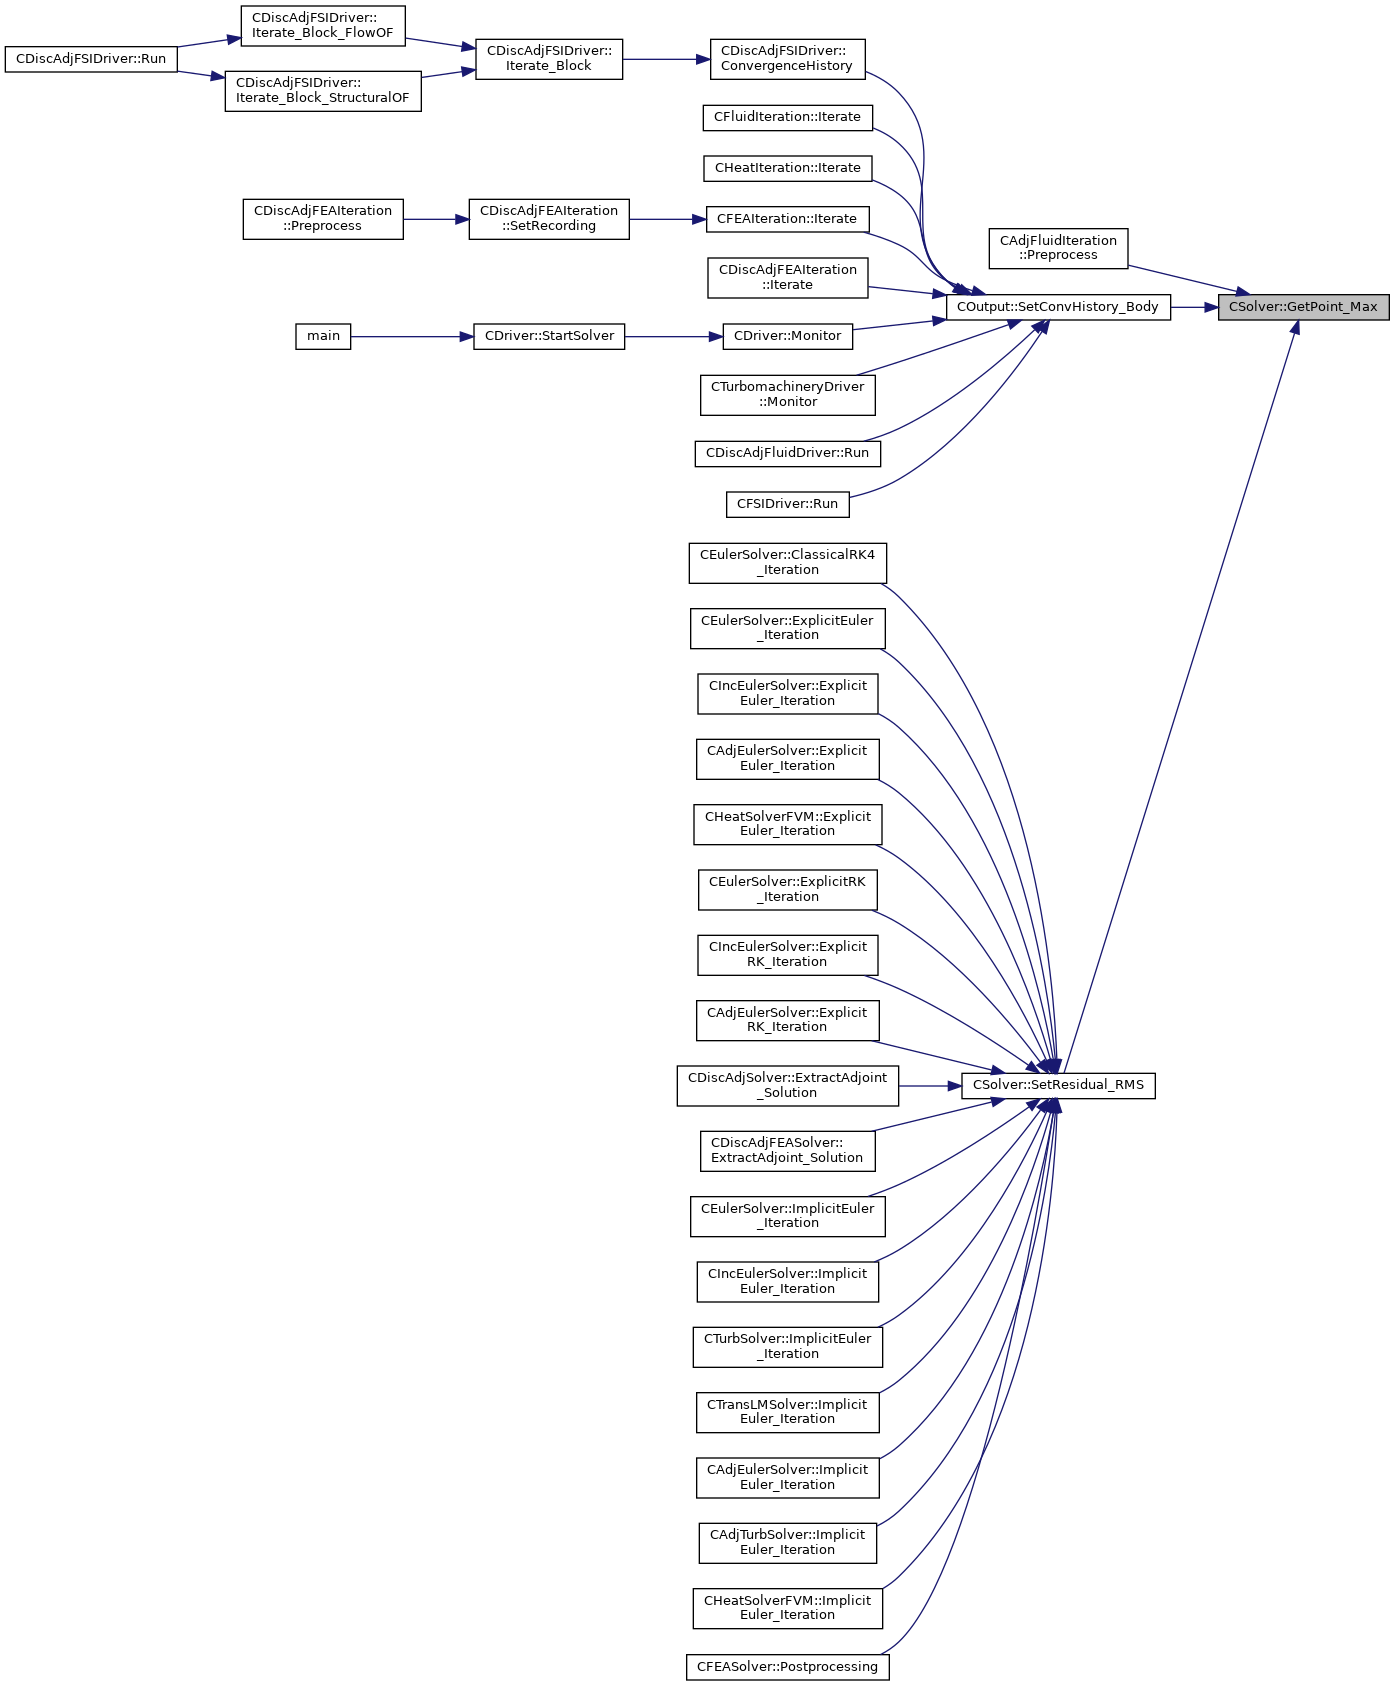 CDiscAdjFSIDriver::Run
CDiscAdjFSIDriver::
Iterate_Block_FlowOF
CDiscAdjFSIDriver::
Iterate_Block_StructuralOF
CDiscAdjFSIDriver::
Iterate_Block
CDiscAdjFSIDriver::
ConvergenceHistory
CFluidIteration::Iterate
CHeatIteration::Iterate
CDiscAdjFEAIteration
::Preprocess
CDiscAdjFEAIteration
::SetRecording
CFEAIteration::Iterate
CDiscAdjFEAIteration
::Iterate
main
CDriver::StartSolver
CDriver::Monitor
CTurbomachineryDriver
::Monitor
CDiscAdjFluidDriver::Run
CFSIDriver::Run
CAdjFluidIteration
::Preprocess
COutput::SetConvHistory_Body
CSolver::GetPoint_Max
CEulerSolver::ClassicalRK4
_Iteration
CEulerSolver::ExplicitEuler
_Iteration
CIncEulerSolver::Explicit
Euler_Iteration
CAdjEulerSolver::Explicit
Euler_Iteration
CHeatSolverFVM::Explicit
Euler_Iteration
CEulerSolver::ExplicitRK
_Iteration
CIncEulerSolver::Explicit
RK_Iteration
CAdjEulerSolver::Explicit
RK_Iteration
CDiscAdjSolver::ExtractAdjoint
_Solution
CSolver::SetResidual_RMS
CDiscAdjFEASolver::
ExtractAdjoint_Solution
CEulerSolver::ImplicitEuler
_Iteration
CIncEulerSolver::Implicit
Euler_Iteration
CTurbSolver::ImplicitEuler
_Iteration
CTransLMSolver::Implicit
Euler_Iteration
CAdjEulerSolver::Implicit
Euler_Iteration
CAdjTurbSolver::Implicit
Euler_Iteration
CHeatSolverFVM::Implicit
Euler_Iteration
CFEASolver::Postprocessing